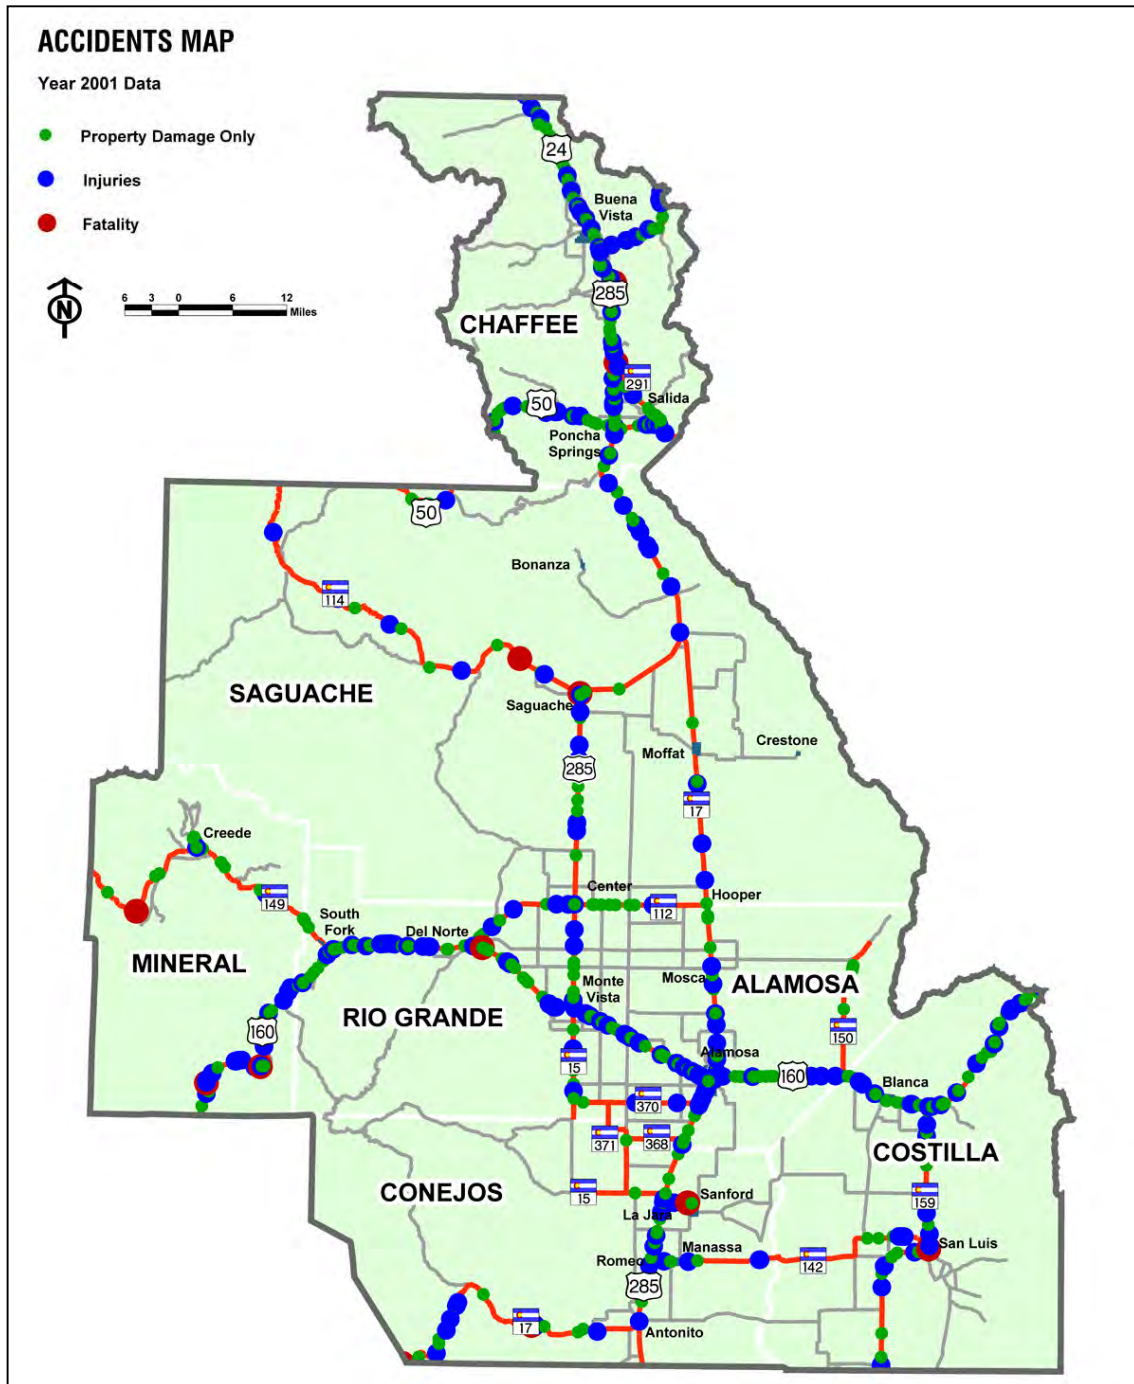 ACCIDENTS MAP
Year 2001 Data
Property Damage Only
Injuries
Fatality
N
6 3 0 6 12
Miles
24
Buena
Vista
285
CHAFFEE
291
50
Salida
Poncha
Springs
50
Bonanza
114
SAGUACHE
Saguache
Moffat
Crestone
285
17
Creede
149
Center
Hooper
112
South
Fork
Del Norte
MINERAL
Mosca
ALAMOSA
Monte
Vista
RIO GRANDE
160
150
15
Alamosa
160
Blanca
370
371
368
COSTILLA
CONEJOS
15
Sanford
159
La Jara
Manassa
San Luis
Romeo
142
285
17
Antonito